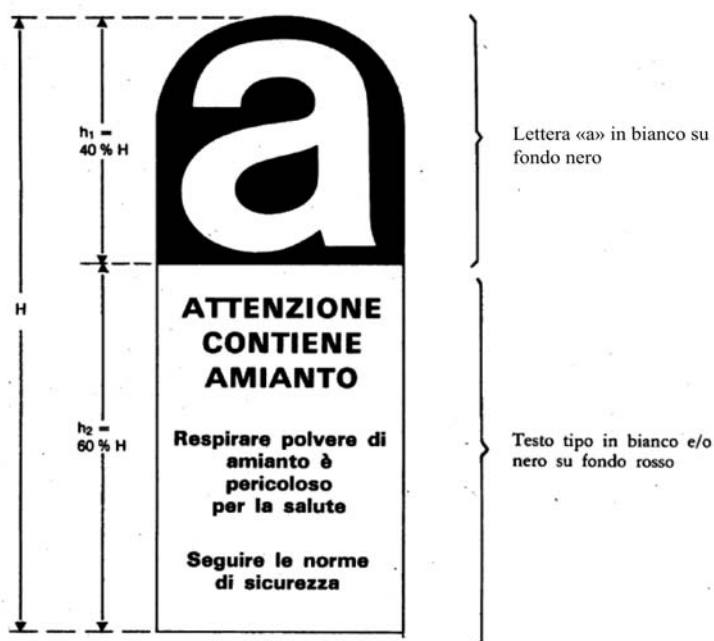 h₁ =
40 % H
a
Lettera «a» in bianco su
fondo nero
H
ATTENZIONE
CONTIENE
AMIANTO
h₂ =
60 % H
Respirare polvere di
amianto è
pericoloso
per la salute
Testo tipo in bianco e/o
nero su fondo rosso
Seguire le norme
di sicurezza